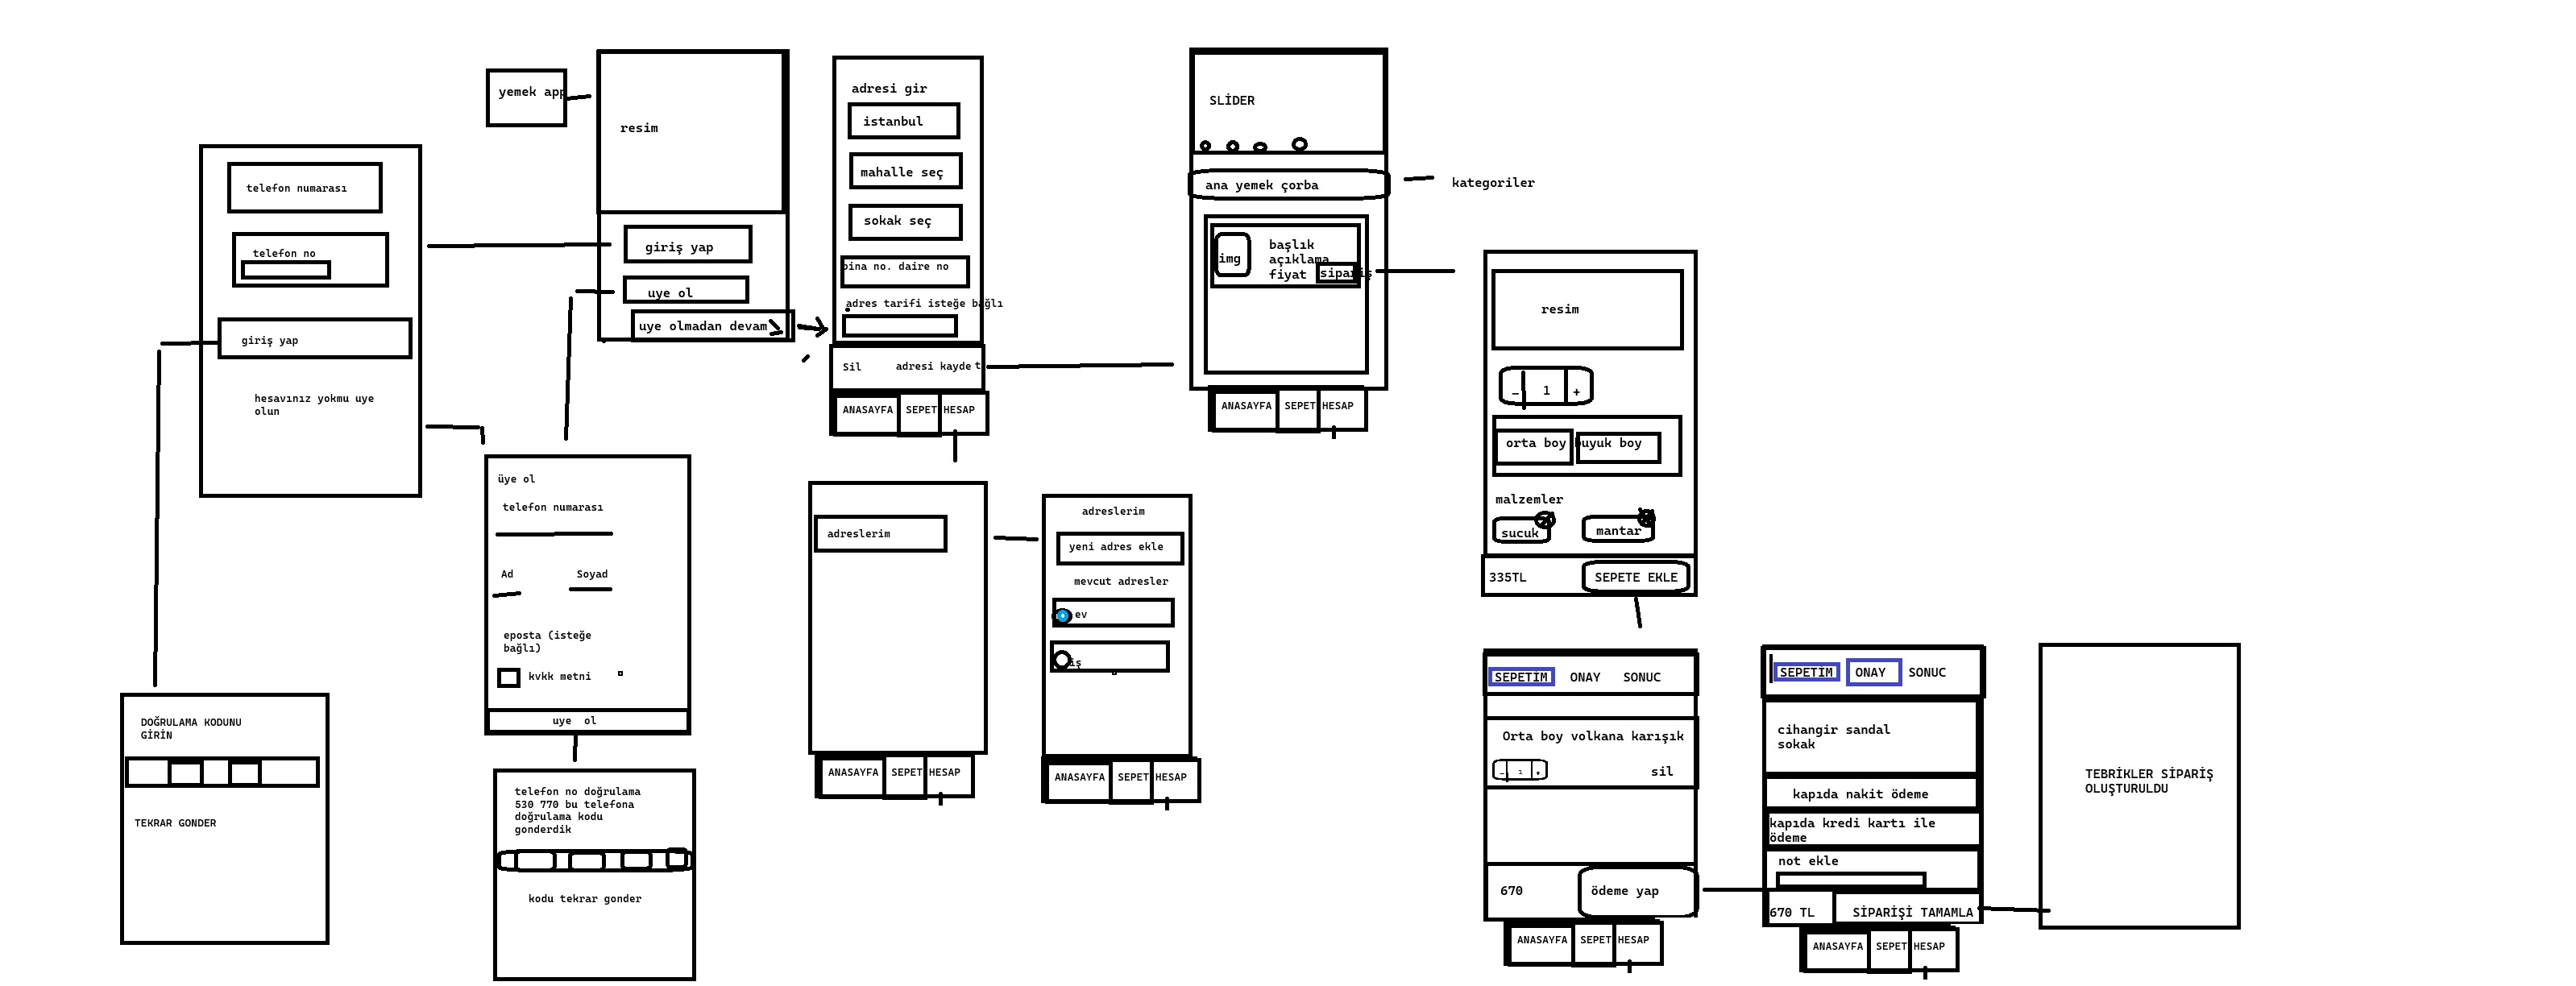 yemek app
resim
giriş yap
uye ol
uye olmadan devam
telefon numarası
telefon no
giriş yap
hesavınız yokmu uye
olun
DOĞRULAMA KODUNU
GİRİN
TEKRAR GONDER
üye ol
telefon numarası
Ad Soyad
eposta (isteğe
bağlı)
kvkk metni
uye ol
telefon no doğrulama
530 770 bu telefona
doğrulama kodu
gonderdik
kodu tekrar gonder
adresi gir
istanbul
mahalle seç
sokak seç
bina no. daire no
adres tarifi isteğe bağlı
Sil adresi kayde t
ANASAYFA SEPET HESAP
adreslerim
ANASAYFA SEPET HESAP
adreslerim
yeni adres ekle
mevcut adresler
ev
iş
ANASAYFA SEPET HESAP
SLİDER
ana yemek çorba
kategoriler
img
başlık
açıklama
fiyat sipariş
ANASAYFA SEPET HESAP
resim
- 1 +
orta boy buyuk boy
malzemler
sucuk mantar
335TL SEPETE EKLE
SEPETİM ONAY SONUC
Orta boy volkana karışık
- 1 + sil
670 ödeme yap
ANASAYFA SEPET HESAP
SEPETİM ONAY SONUC
cihangir sandal
sokak
kapıda nakit ödeme
kapıda kredi kartı ile
ödeme
not ekle
670 TL SİPARİŞİ TAMAMLA
ANASAYFA SEPET HESAP
TEBRİKLER SİPARİŞ
OLUŞTURULDU